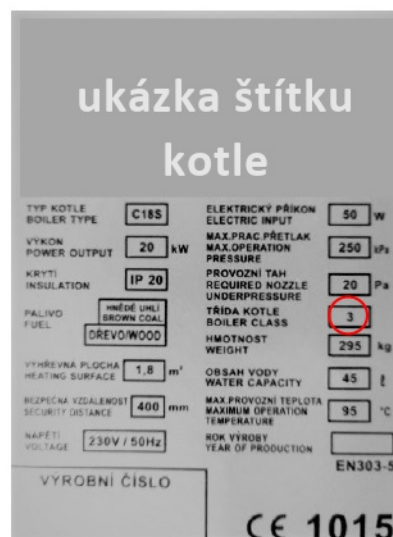 ukázka štítku
kotle
TYP KOTLE
BOILER TYPE
C18S
ELEKTRICKÝ PŘÍKON
ELECTRIC INPUT
50 W
VÝKON
POWER OUTPUT
20 kW
MAX.PRAC.PŘETLAK
MAX.OPERATION
PRESSURE
250 kPa
KRYTÍ
INSULATION
IP 20
PROVOZNÍ TAH
REQUIRED NOZZLE
UNDERPRESSURE
20 Pa
PALIVO
FUEL
HNĚDÉ UHLÍ
BROWN COAL
DŘEVO/WOOD
TŘÍDA KOTLE
BOILER CLASS
3
HMOTNOST
WEIGHT
295 kg
VÝHŘEVNÁ PLOCHA
HEATING SURFACE
1,8 m²
OBSAH VODY
WATER CAPACITY
45 ℓ
BEZPEČNÁ VZDÁLENOST
SECURITY DISTANCE
400 mm
MAX.PROVOZNÍ TEPLOTA
MAXIMUM OPERATION
TEMPERATURE
95 °C
NAPĚTÍ
VOLTAGE
230V / 50Hz
ROK VÝROBY
YEAR OF PRODUCTION
EN303-5
VÝROBNÍ ČÍSLO
CE 1015